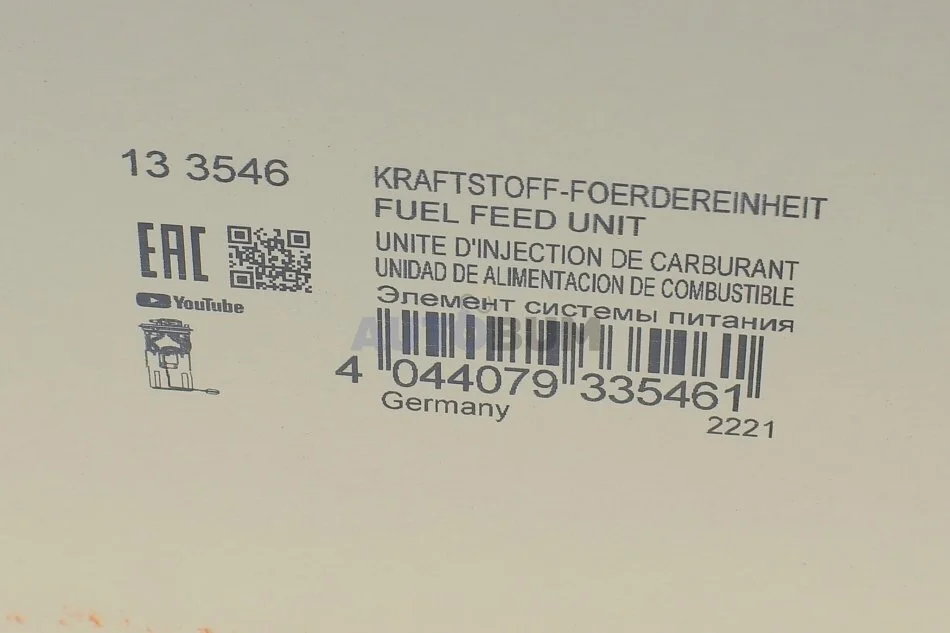 13 3546
KRAFTSTOFF-FOERDEREINHEIT
FUEL FEED UNIT
UNITE D'INJECTION DE CARBURANT
UNIDAD DE ALIMENTACION DE COMBUSTIBLE
Элемент системы питания
EAC
YouTube
AUTOBUM
4 044079 335461
Germany
2221